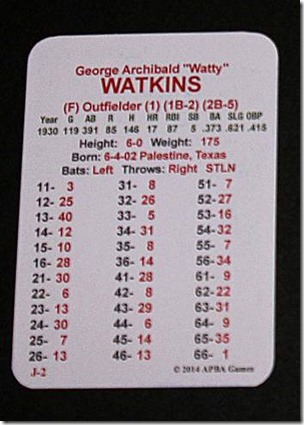 George Archibald "Watty"
WATKINS
(F) Outfielder (1) (1B-2) (2B-5)
Year G AB R H HR RBI SB BA SLG OBP
1930 119 391 85 146 17 87 5 .373 .621 .415
Height: 6-0 Weight: 175
Born: 6-4-02 Palestine, Texas
Bats: Left Throws: Right STLN
11- 3 31- 8 51- 7
12- 25 32- 26 52- 27
13- 40 33- 5 53- 16
14- 12 34- 31 54- 32
15- 10 35- 8 55- 7
16- 28 36- 14 56- 34
21- 30 41- 28 61- 9
22- 6 42- 8 62- 22
23- 13 43- 29 63- 31
24- 30 44- 6 64- 9
25- 7 45- 14 65- 35
26- 13 46- 13 66- 1
J-2 © 2014 APBA Games